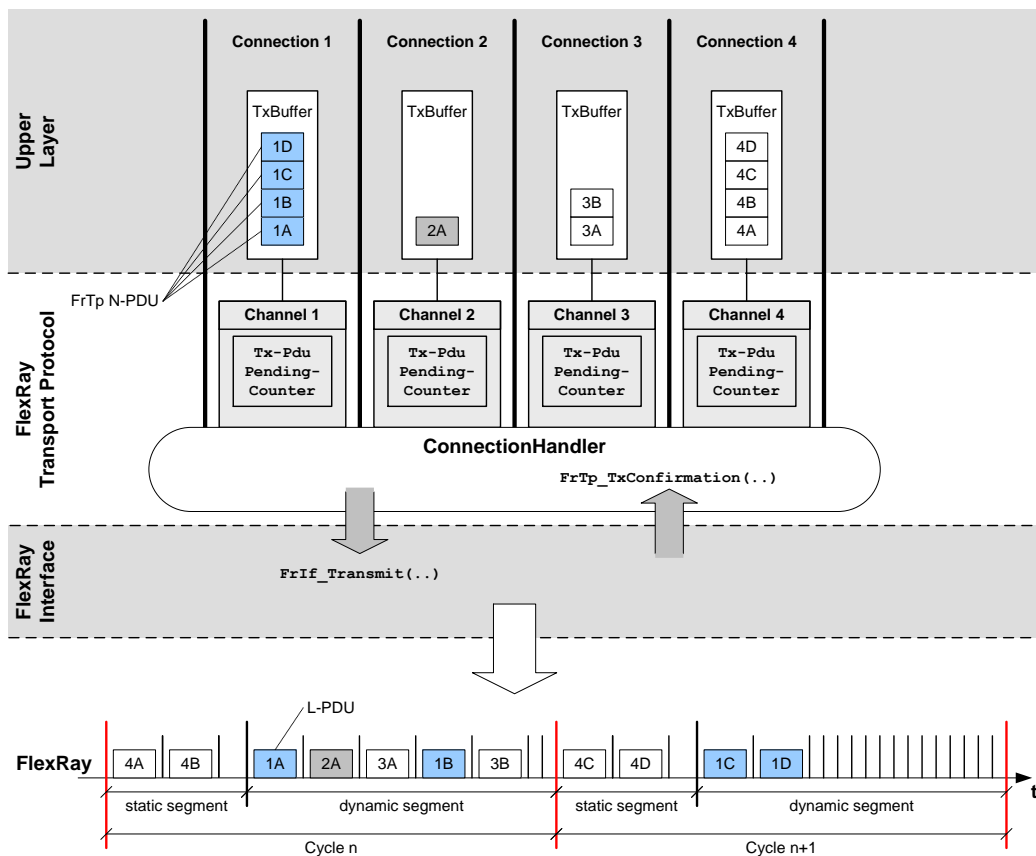 Connection 1
Connection 2
Connection 3
Connection 4
Upper
Layer
TxBuffer
TxBuffer
TxBuffer
TxBuffer
1D
1C
1B
1A
2A
3B
3A
4D
4C
4B
4A
FrTp N-PDU
FlexRay
Transport Protocol
Channel 1
Channel 2
Channel 3
Channel 4
Tx-Pdu
Pending-
Counter
Tx-Pdu
Pending-
Counter
Tx-Pdu
Pending-
Counter
Tx-Pdu
Pending-
Counter
ConnectionHandler
FrTp_TxConfirmation(..)
FlexRay
Interface
FrIf_Transmit(..)
L-PDU
FlexRay
4A
4B
1A
2A
3A
1B
3B
4C
4D
1C
1D
t
static segment
dynamic segment
static segment
dynamic segment
Cycle n
Cycle n+1